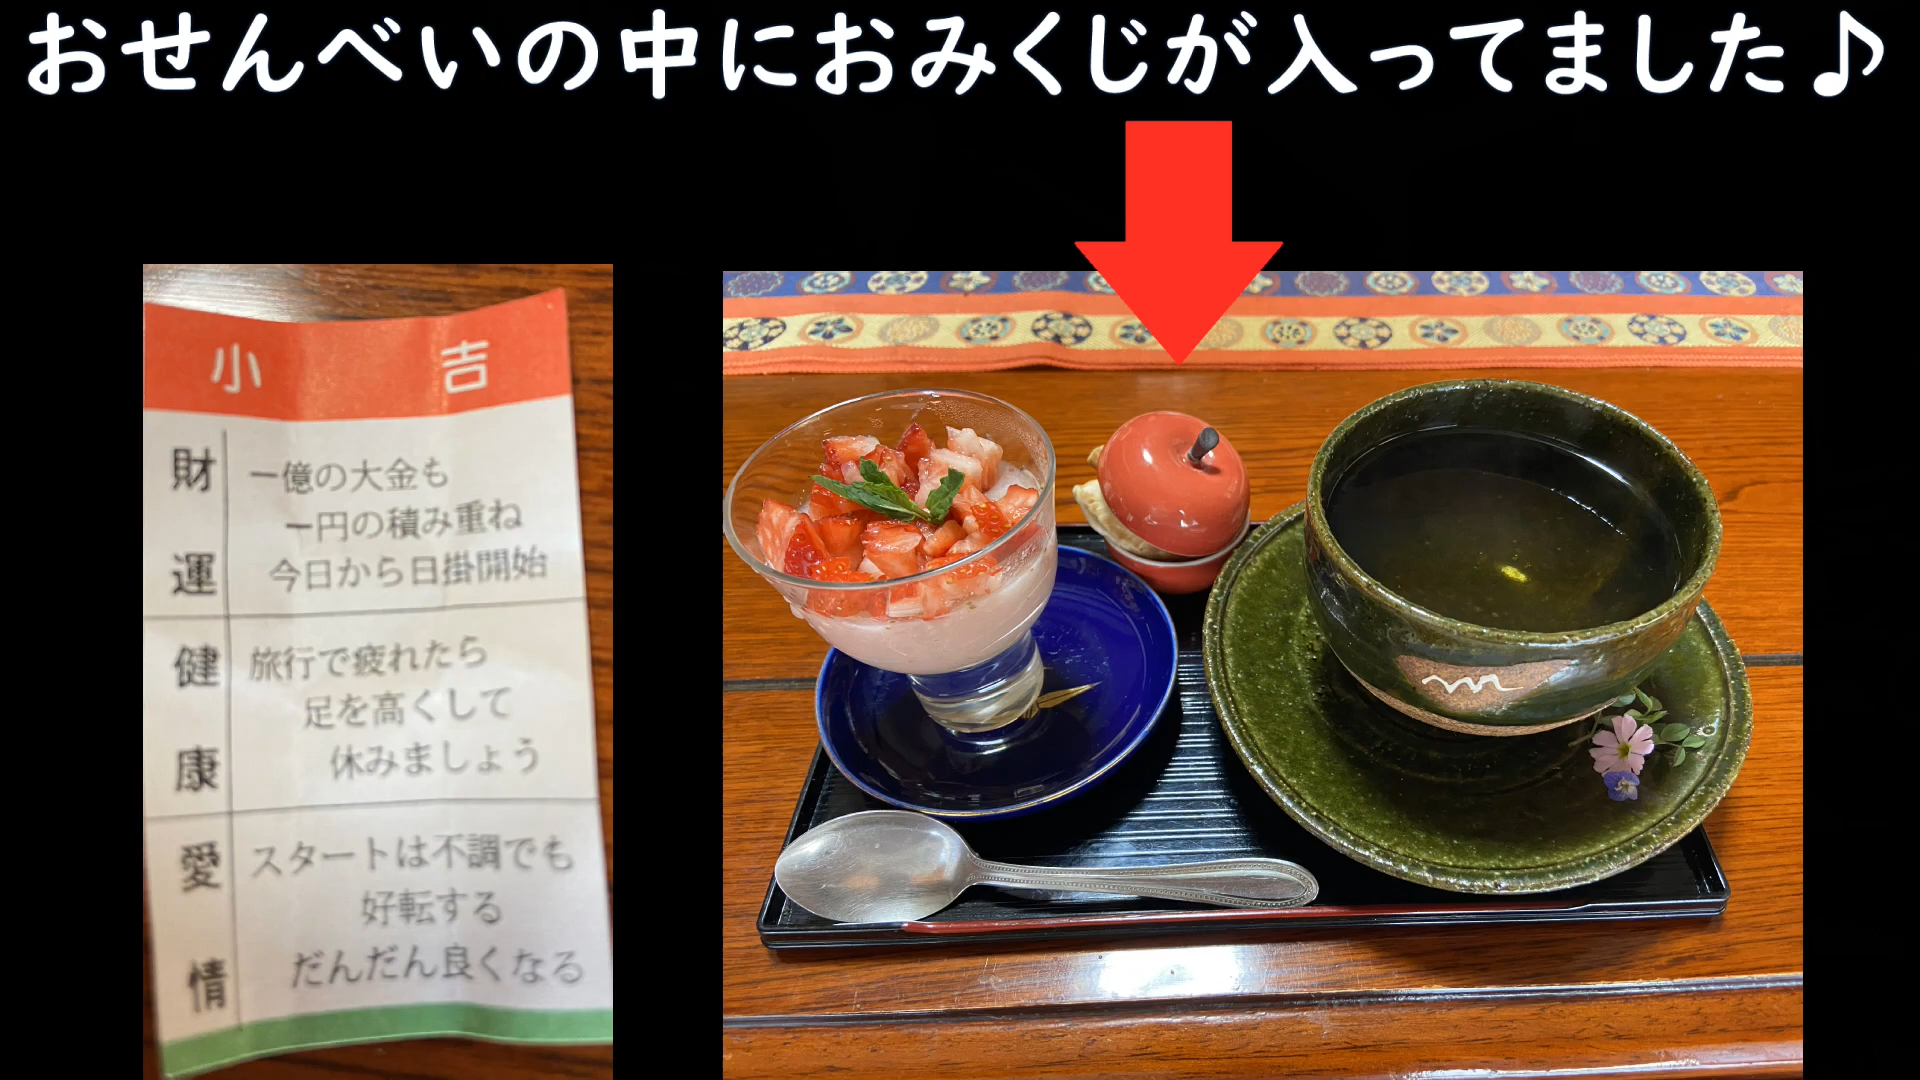 おせんべいの中におみくじが入ってました♪
小吉
財運
一億の大金も
一円の積み重ね
今日から日掛開始
健康
旅行で疲れたら
足を高くして
休みましょう
愛情
スタートは不調でも
好転する
だんだん良くなる